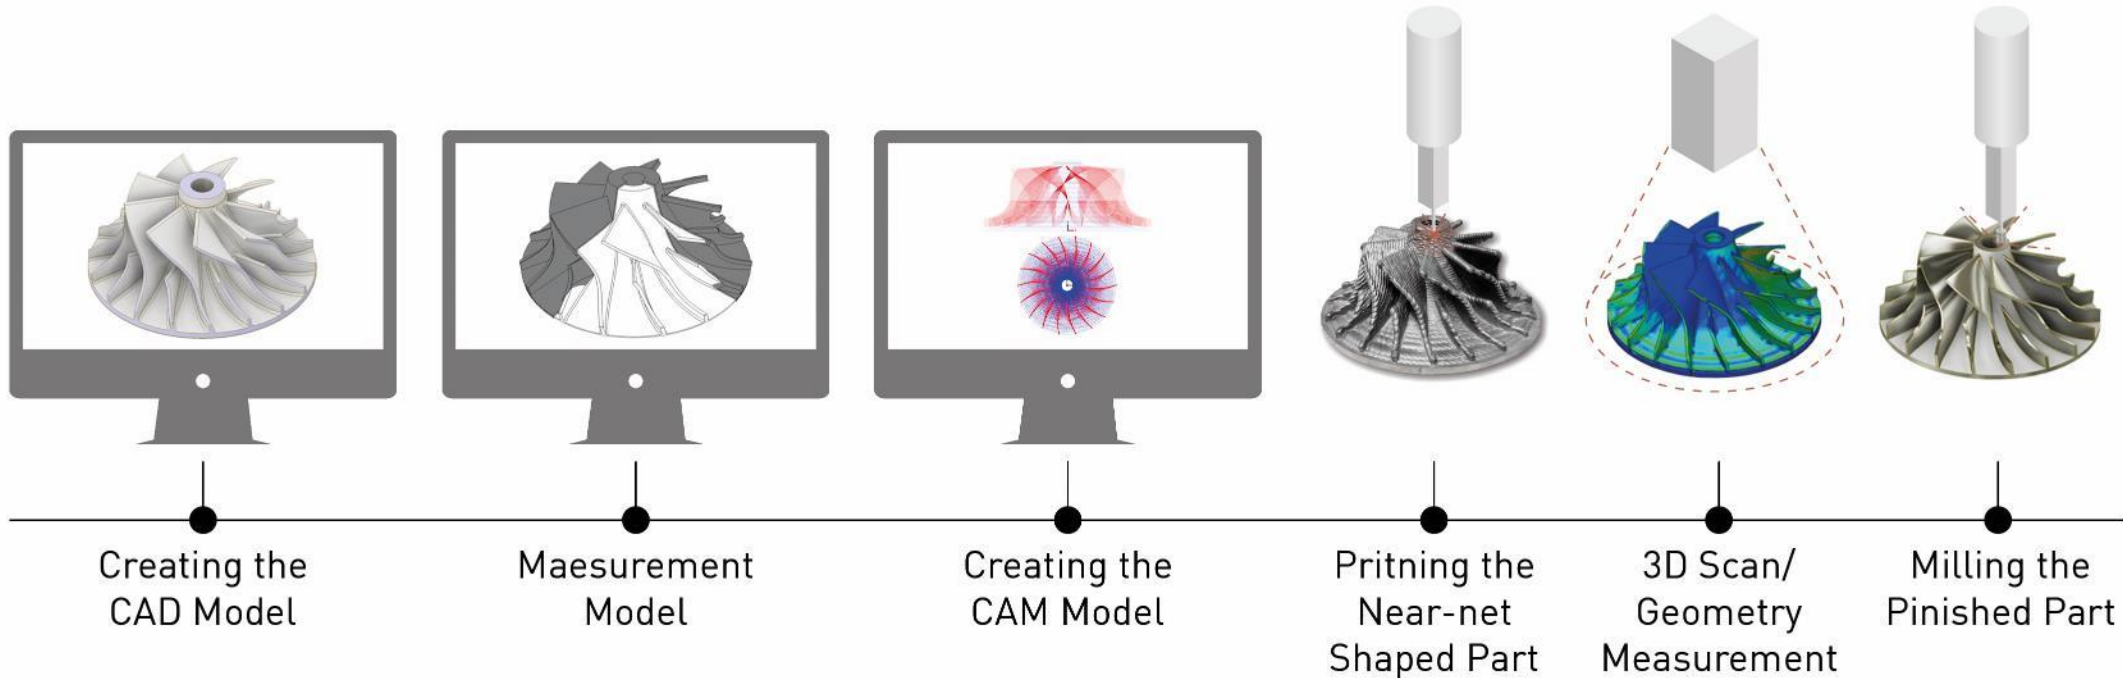 Creating the
CAD Model
Maesurement
Model
Creating the
CAM Model
Pritning the
Near-net
Shaped Part
3D Scan/
Geometry
Measurement
Milling the
Pinished Part